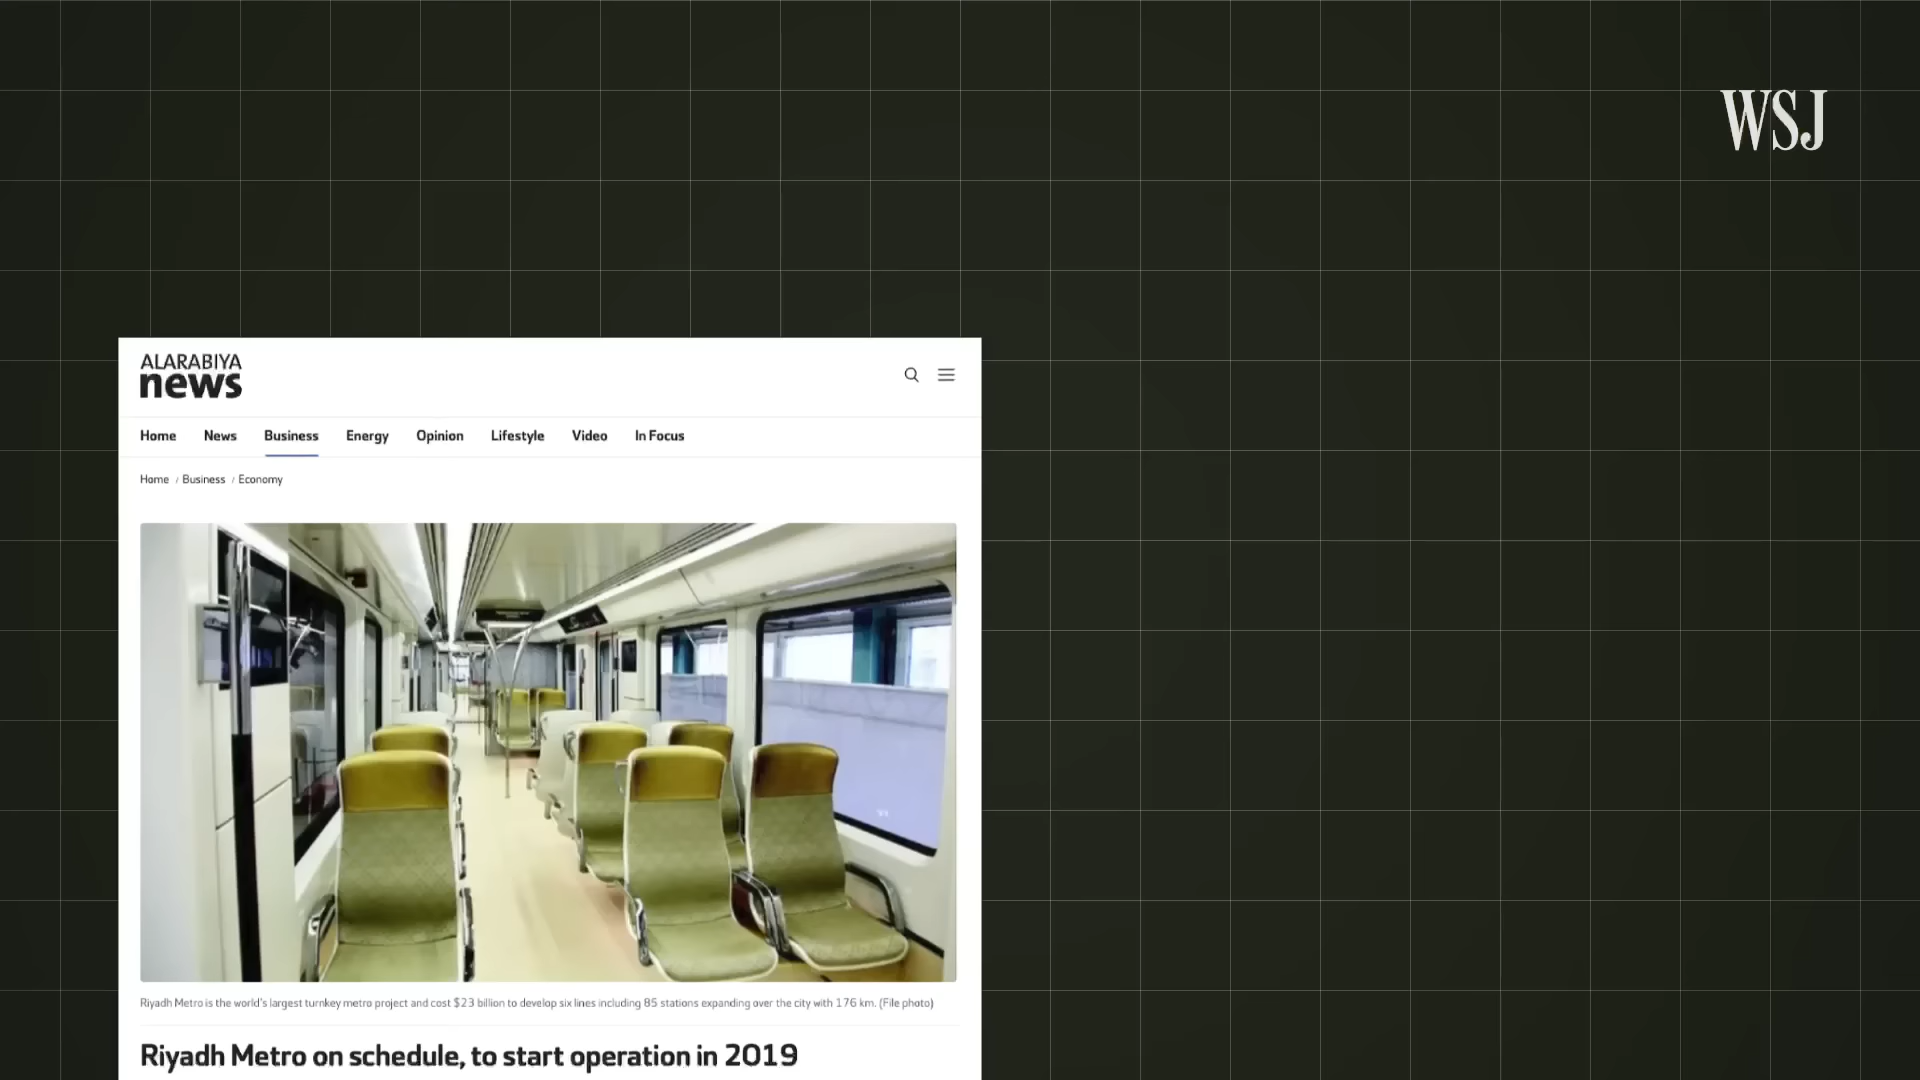 WSJ
ALARABIYA
news
Home News Business Energy Opinion Lifestyle Video In Focus
Home / Business / Economy
Riyadh Metro is the world's largest turnkey metro project and cost $23 billion to develop six lines including 85 stations expanding over the city with 176 km. (File photo)
Riyadh Metro on schedule, to start operation in 2019